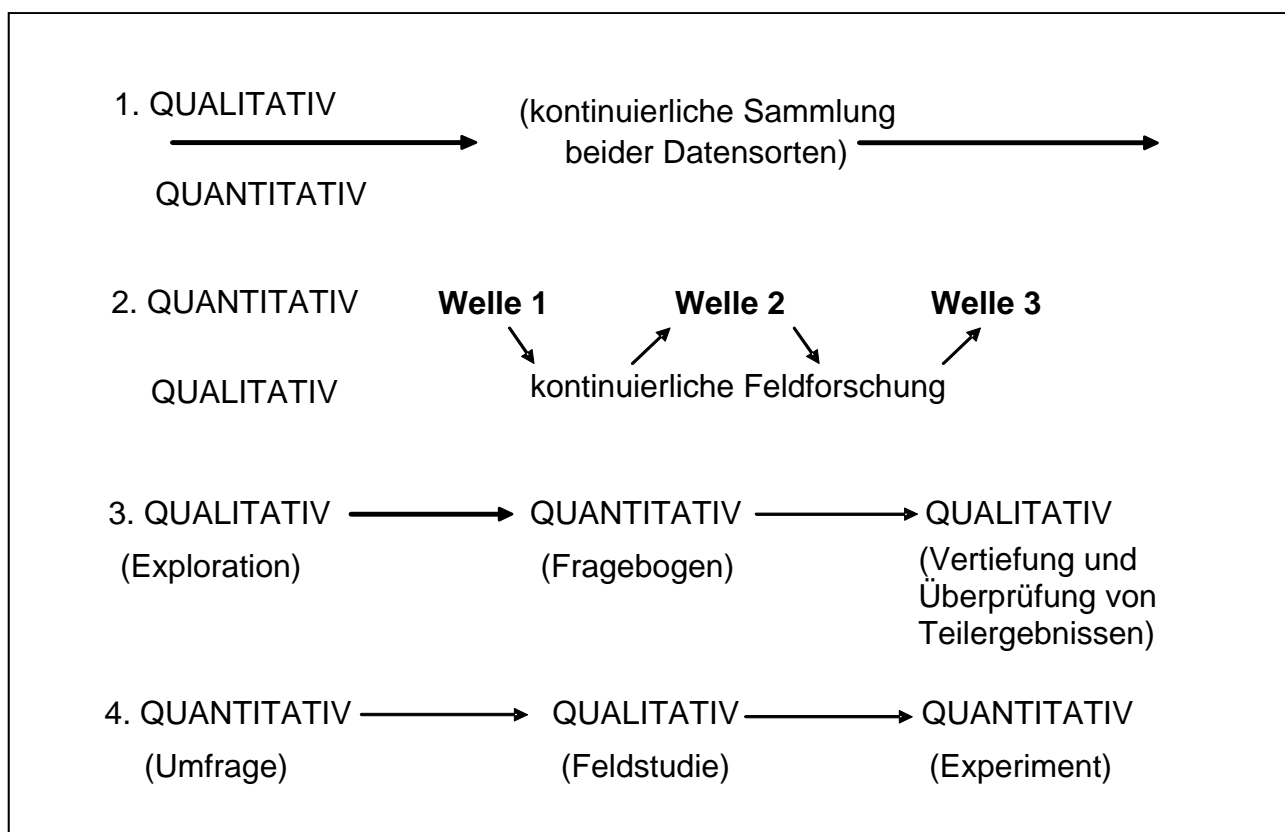 1. QUALITATIV
(kontinuierliche Sammlung
beider Datensorten)
QUANTITATIV
2. QUANTITATIV Welle 1 Welle 2 Welle 3
QUALITATIV kontinuierliche Feldforschung
3. QUALITATIV QUANTITATIV QUALITATIV
(Exploration) (Fragebogen) (Vertiefung und
Überprüfung von
Teilergebnissen)
4. QUANTITATIV QUALITATIV QUANTITATIV
(Umfrage) (Feldstudie) (Experiment)